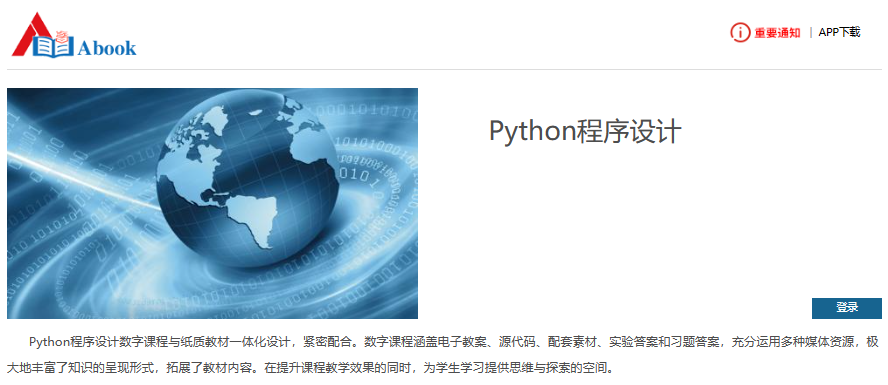 Abook
重要通知 | APP下载
Python程序设计
登录
Python程序设计数字课程与纸质教材一体化设计，紧密配合。数字课程涵盖电子教案、源代码、配套素材、实验答案和习题答案，充分运用多种媒体资源，极
大地丰富了知识的呈现形式，拓展了教材内容。在提升课程教学效果的同时，为学生学习提供思维与探索的空间。